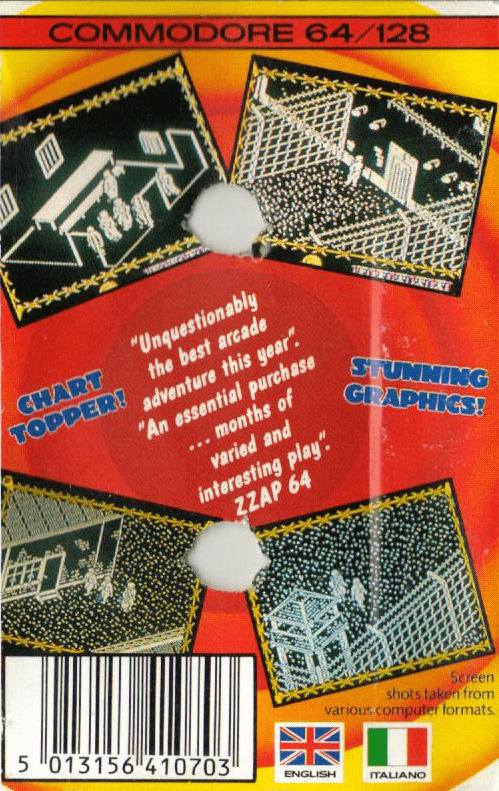 COMMODORE 64/128
"Unquestionably
the best arcade
adventure this year".
"An essential purchase
... months of
varied and
interesting play".
ZZAP 64
CHART
TOPPER!
STUNNING
GRAPHICS!
Screen
shots taken from
various computer formats.
5 013156 410703
ENGLISH
ITALIANO